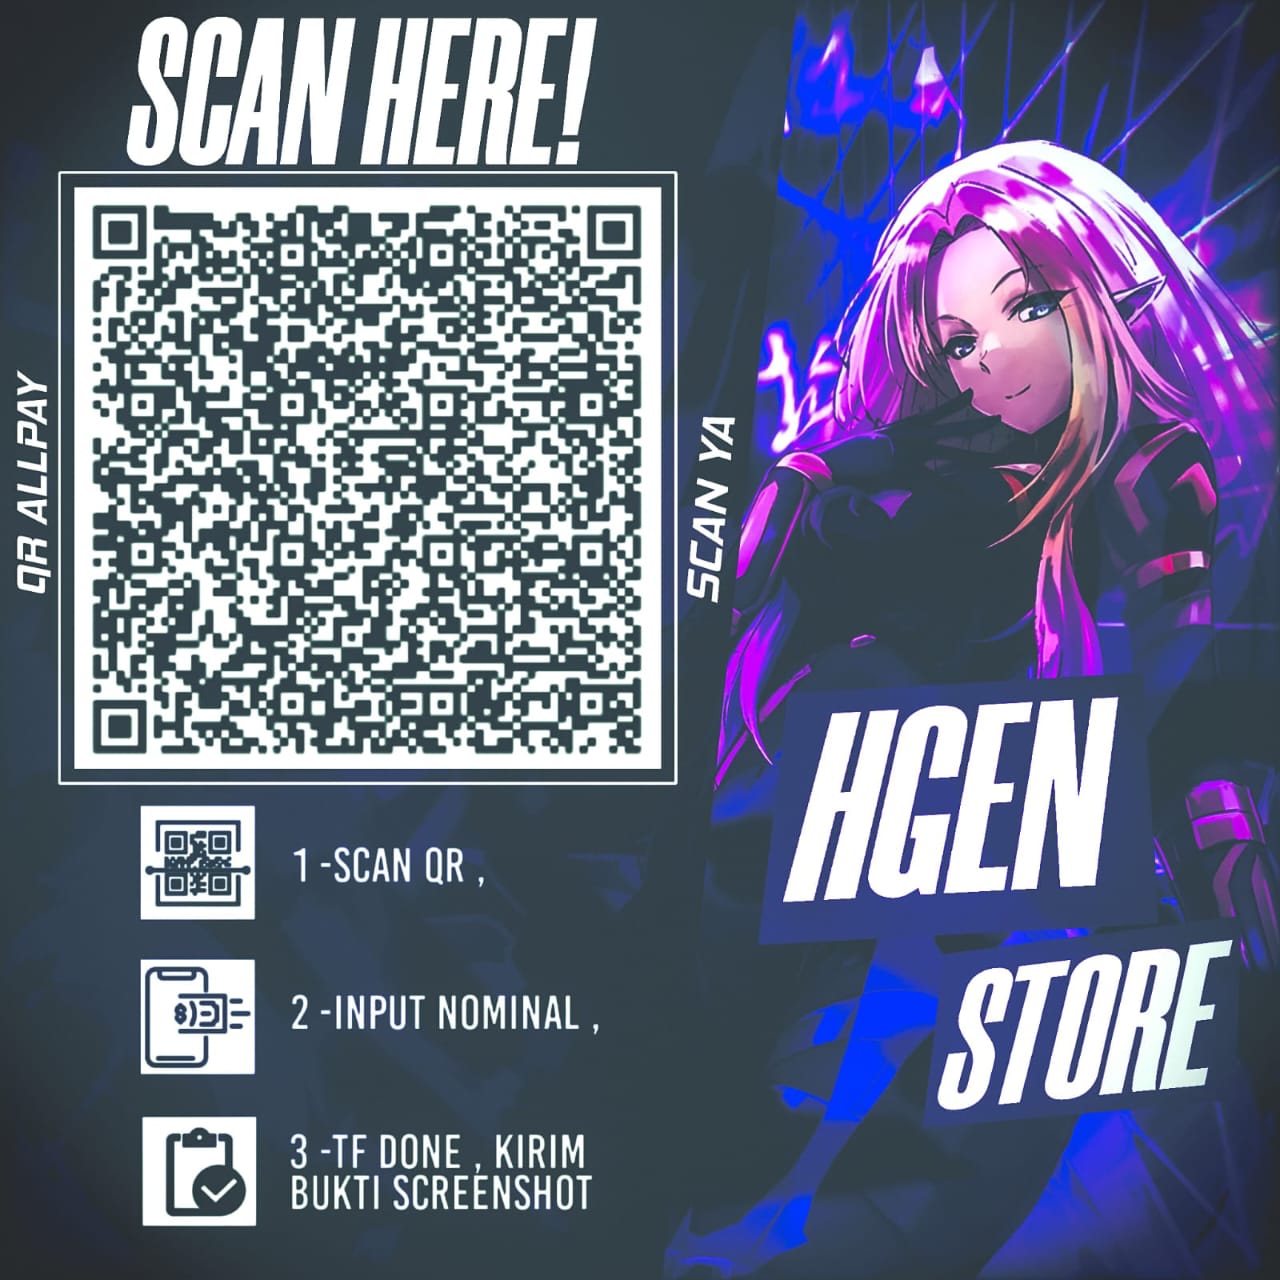 SCAN HERE!
QR ALLPAY
SCAN YA
1 -SCAN QR ,
2 -INPUT NOMINAL ,
3 -TF DONE , KIRIM
BUKTI SCREENSHOT
HGEN
STORE